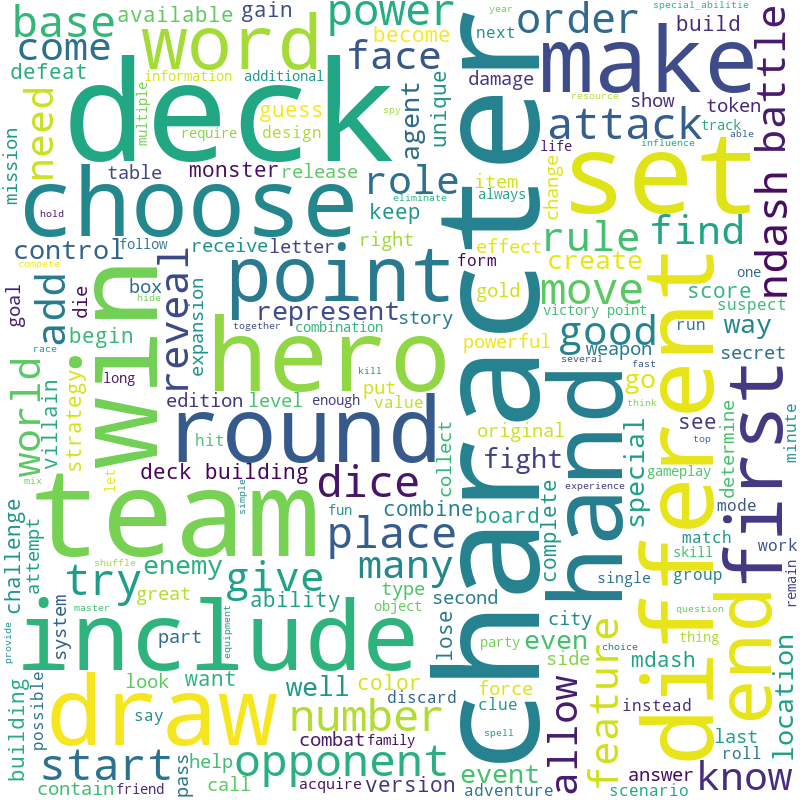 base
available
gain
power
order
special_abilitie
year
come
word
become
next
build
defeat
information
additional
face
make
damage
resource
show
token
battle
deck
need
multiple
require
guess
design
spy
agent
unique
attack
influence
track
able
mission
table
monster
release
role
item
life
set
ndash
choose
eliminate
always
change
hold
keep
control
follow
receive
letter
right
effect
form
rule
find
one
compete
goal
add
die
box
hide
reveal
point
represent
story
gold
create
move
score
suspect
victory point
expansion
together
combination
begin
win
hero
kill
powerful
several
good
weapon
run
way
fast
secret
race
long
edition
level
enough
put
value
go
think
see
world
villain
strategy
round
original
character
hand
different
first
top
determine
minute
hit
let
deck building
dice
collect
fight
special
gameplay
mix
simple
team
fun
place
combine
board
experience
complete
mode
match
work
skill
challenge
attempt
shuffle
try
enemy
give
many
second
single
group
remain
great
ability
type
object
city
end
question
system
master
include
equipment
part
lose
party
even
choice
thing
provide
look
want
well
color
side
mdash
feature
location
building
possible
draw
say
number
discard
force
clue
allow
instead
start
combat
family
opponent
spell
event
last
roll
answer
know
contain
friend
pass
help
call
acquire
version
adventure
scenario